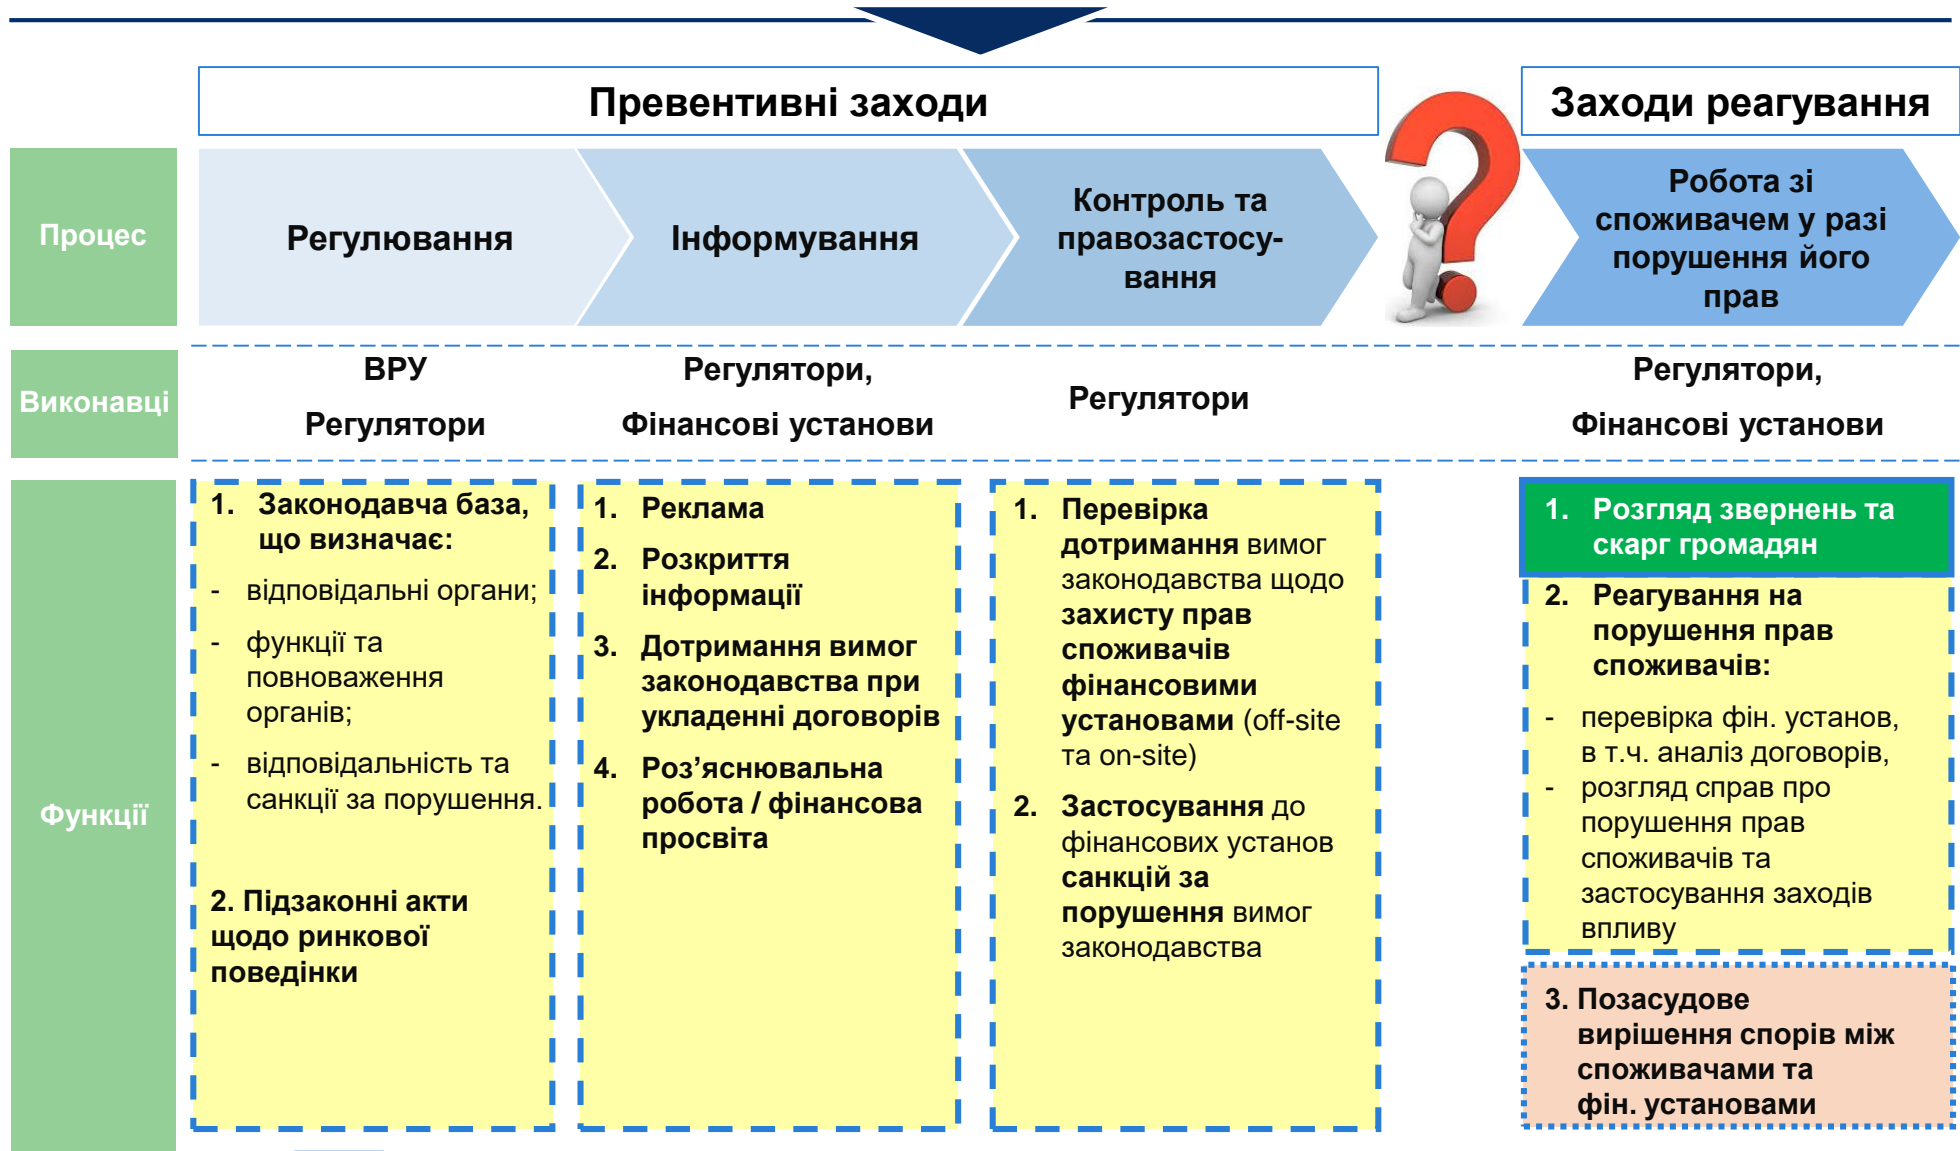 Превентивні заходи
Заходи реагування
Процес
Регулювання
Інформування
Контроль та
правозастосу-
вання
Робота зі
споживачем у разі
порушення його
прав
Виконавці
ВРУ
Регулятори
Регулятори,
Фінансові установи
Регулятори
Регулятори,
Фінансові установи
Функції
1. Законодавча база,
що визначає:
- відповідальні органи;
- функції та
повноваження
органів;
- відповідальність та
санкції за порушення.
2. Підзаконні акти
щодо ринкової
поведінки
1. Реклама
2. Розкриття
інформації
3. Дотримання вимог
законодавства при
укладенні договорів
4. Роз’яснювальна
робота / фінансова
просвіта
1. Перевірка
дотримання вимог
законодавства щодо
захисту прав
споживачів
фінансовими
установами (off-site
та on-site)
2. Застосування до
фінансових установ
санкцій за
порушення вимог
законодавства
1. Розгляд звернень та
скарг громадян
2. Реагування на
порушення прав
споживачів:
- перевірка фін. установ,
в т.ч. аналіз договорів,
- розгляд справ про
порушення прав
споживачів та
застосування заходів
впливу
3. Позасудове
вирішення спорів між
споживачами та
фін. установами